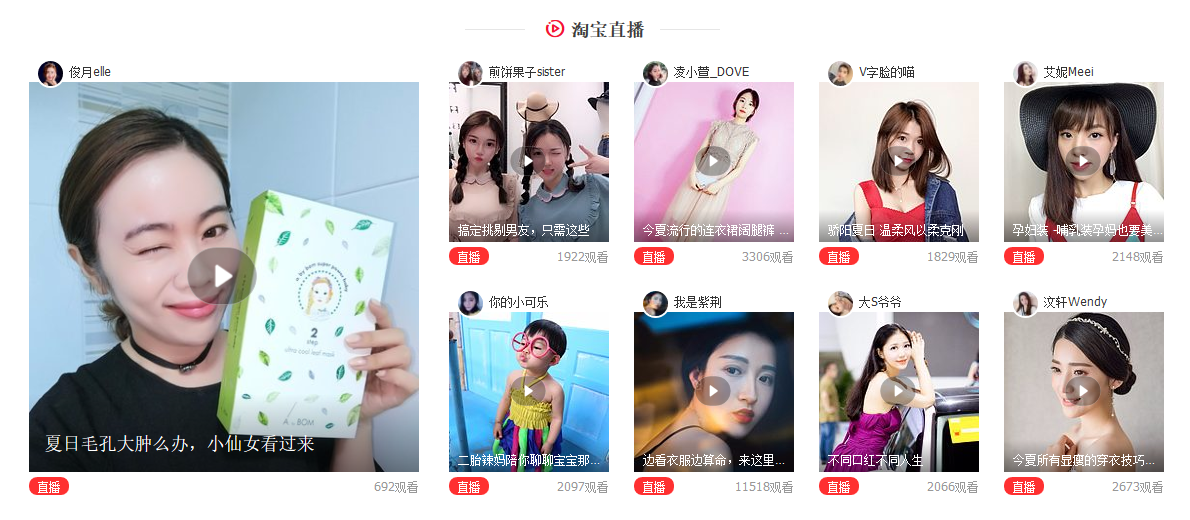 淘宝直播
俊月elle
2
step
ultra cool leaf mask
A by BOM
夏日毛孔大肿么办，小仙女看过来
直播
692观看
煎饼果子sister
搞定挑剔男友，只需这些
直播
1922观看
凌小萱_DOVE
今夏流行的连衣裙阔腿裤 ...
直播
3306观看
V字脸的喵
骄阳夏日 温柔风以柔克刚
直播
1829观看
艾妮Meei
孕妇装 -哺乳装孕妈也要美...
直播
2148观看
你的小可乐
二胎辣妈陪你聊聊宝宝那...
直播
2097观看
我是紫荆
边看衣服边算命，来这里...
直播
11518观看
大S爷爷
不同口红不同人生
直播
2066观看
汶轩Wendy
今夏所有显瘦的穿衣技巧...
直播
2673观看